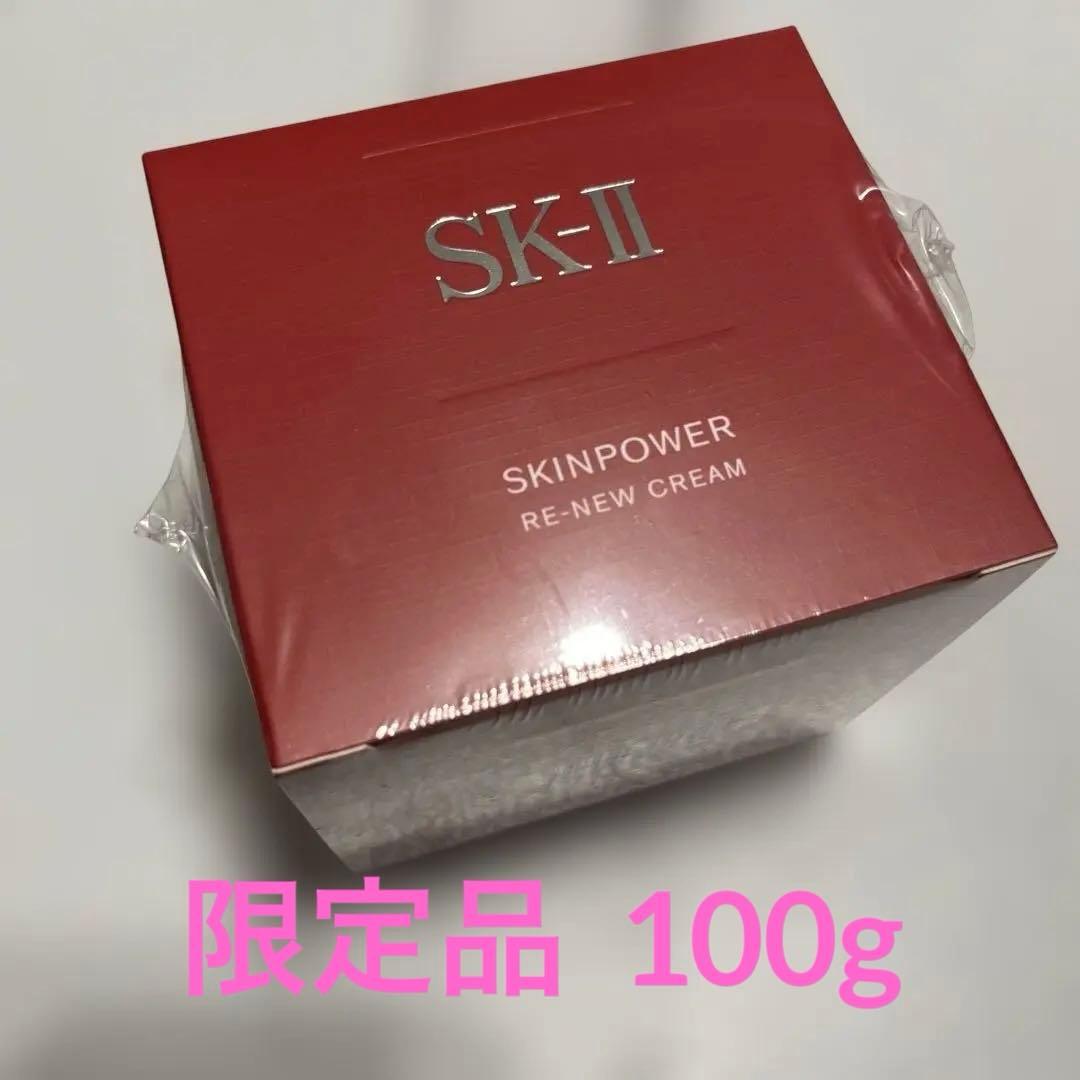 SK-II
SKINPOWER
RE-NEW CREAM
限定品 100g